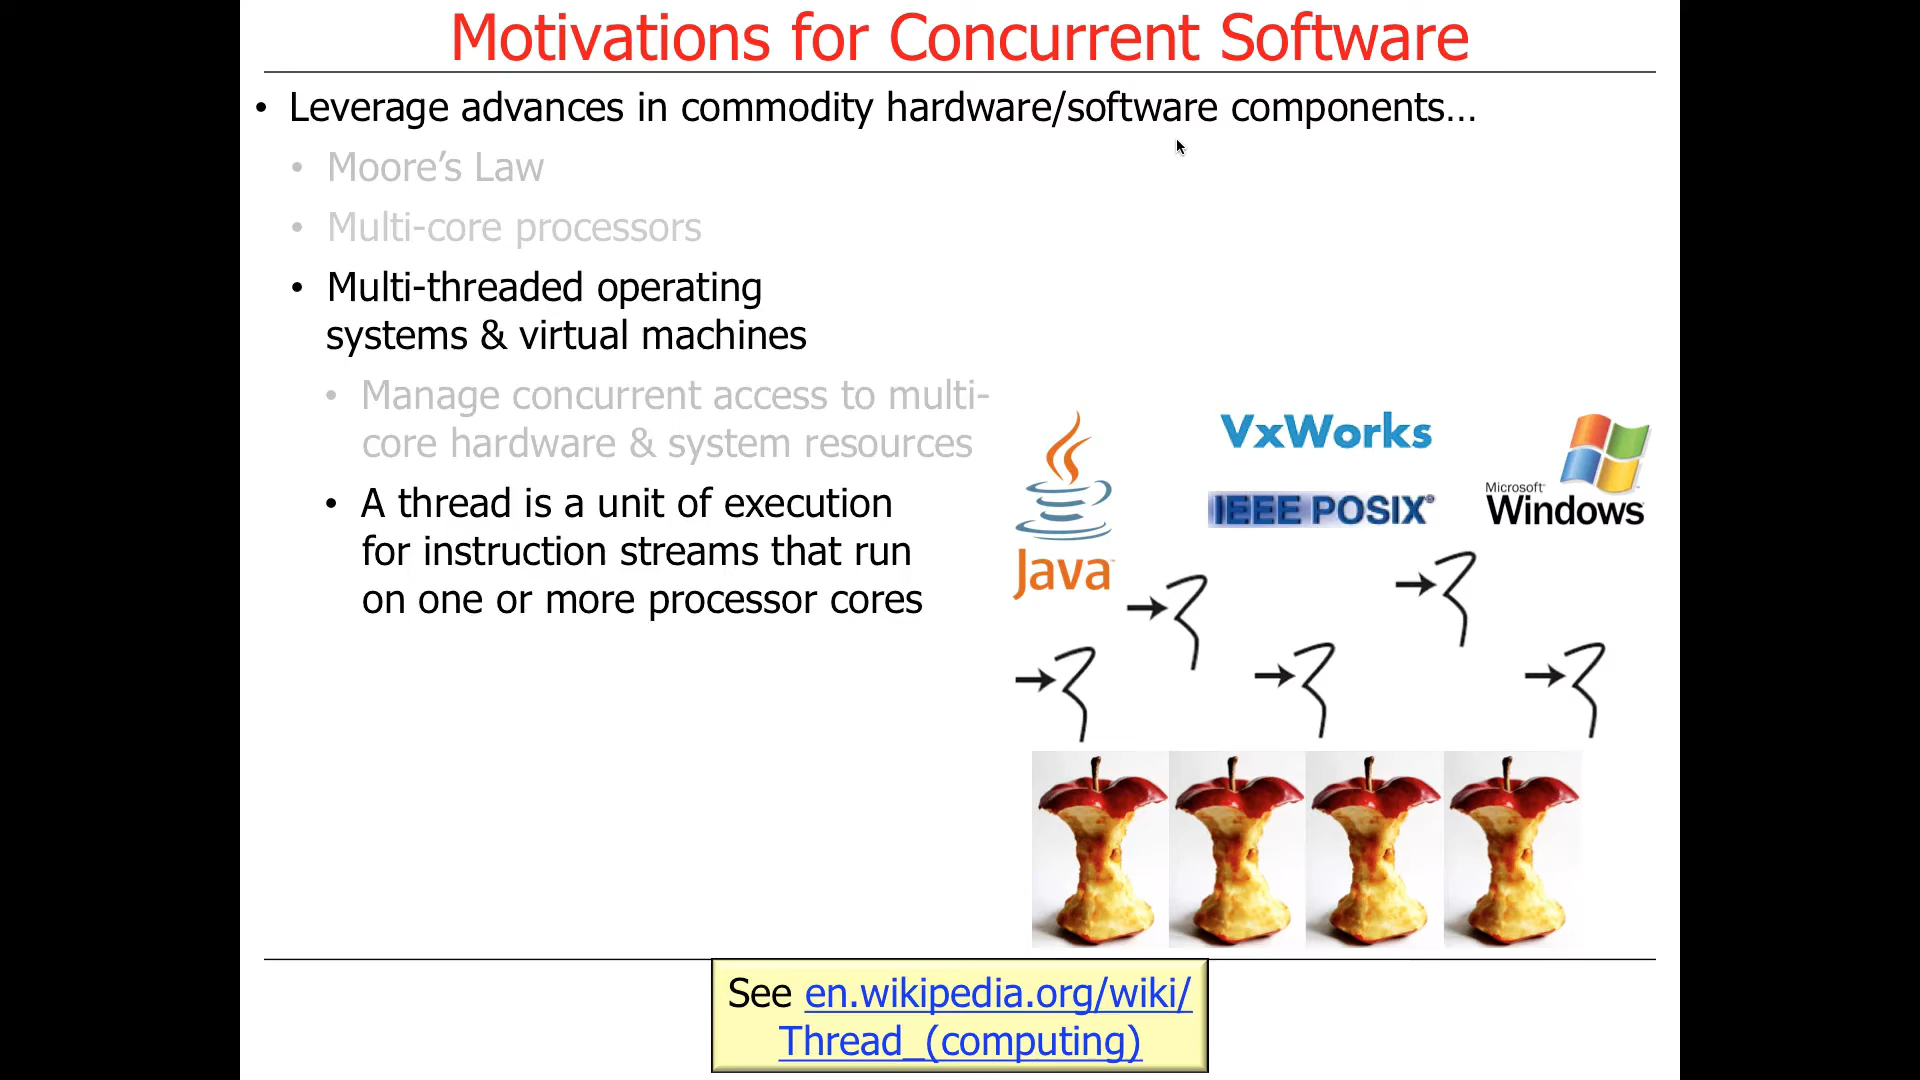 Motivations for Concurrent Software
• Leverage advances in commodity hardware/software components…
• Moore’s Law
• Multi-core processors
• Multi-threaded operating
systems & virtual machines
• Manage concurrent access to multi-
core hardware & system resources
• A thread is a unit of execution
for instruction streams that run
on one or more processor cores
Java™
VxWorks
IEEE POSIX®
Microsoft®
Windows
See en.wikipedia.org/wiki/
Thread_(computing)